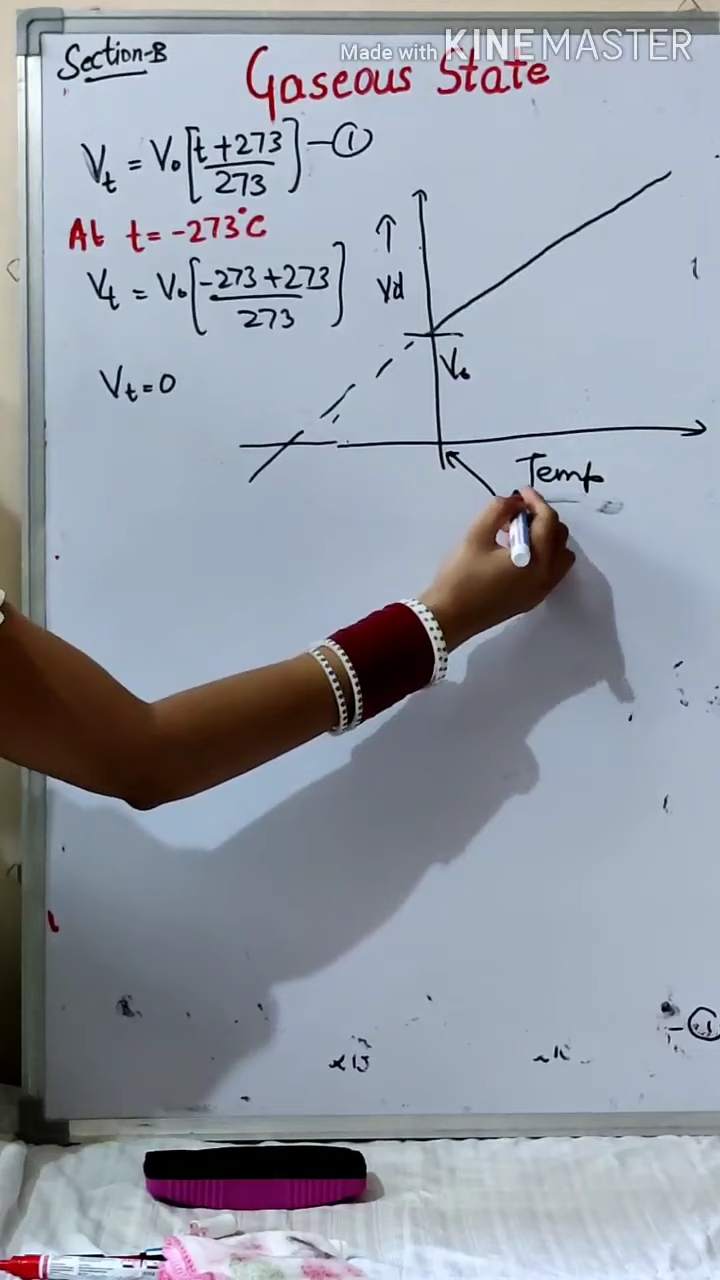 Made with KINEMASTER
Section-B
Gaseous State
Vt = V₀ [t + 273 / 273] — ①
At t = -273°C
Vt = V₀ [-273 + 273 / 273]
Vt = 0
↑
Vd
V₀
Temp